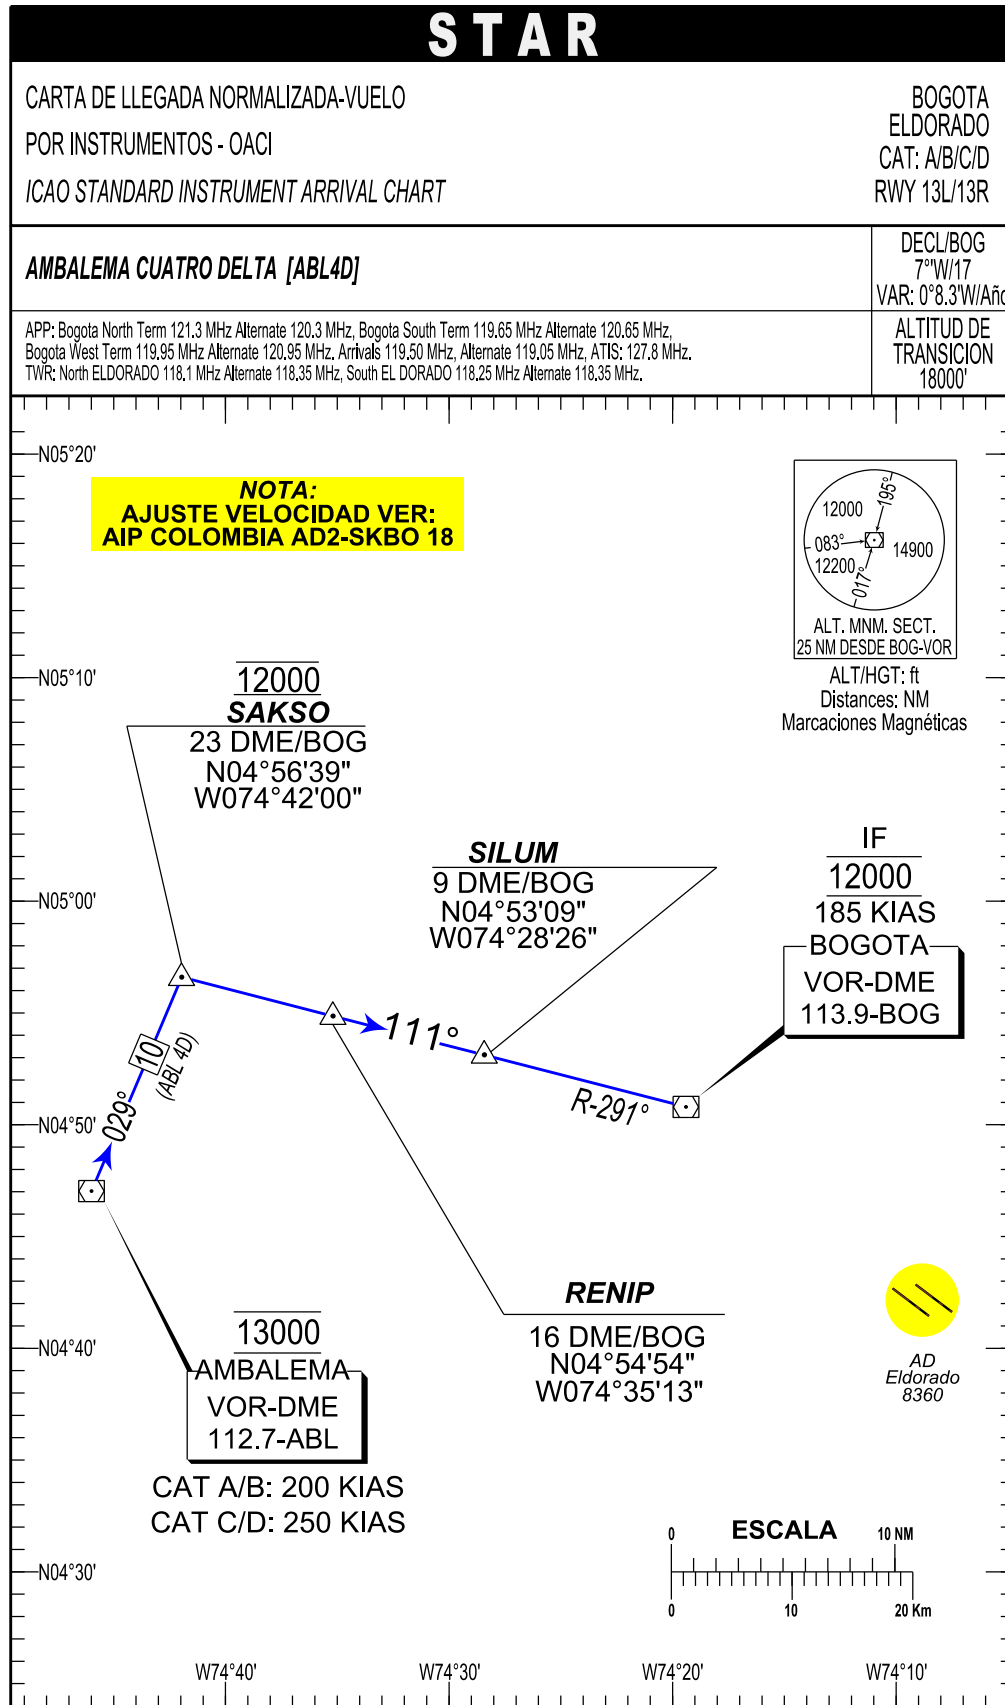 STAR
CARTA DE LLEGADA NORMALIZADA-VUELO
POR INSTRUMENTOS - OACI
ICAO STANDARD INSTRUMENT ARRIVAL CHART
BOGOTA
ELDORADO
CAT: A/B/C/D
RWY 13L/13R
AMBALEMA CUATRO DELTA [ABL4D]
DECL/BOG
7°W/17
VAR: 0°8.3'W/Año
APP: Bogota North Term 121.3 MHz Alternate 120.3 MHz, Bogota South Term 119.65 MHz Alternate 120.65 MHz,
Bogota West Term 119.95 MHz Alternate 120.95 MHz. Arrivals 119.50 MHz, Alternate 119.05 MHz, ATIS: 127.8 MHz.
TWR: North ELDORADO 118.1 MHz Alternate 118.35 MHz, South EL DORADO 118.25 MHz Alternate 118.35 MHz.
ALTITUD DE
TRANSICION
18000'
N05°20'
NOTA:
AJUSTE VELOCIDAD VER:
AIP COLOMBIA AD2-SKBO 18
12000
195°
083°
14900
12200
017°
ALT. MNM. SECT.
25 NM DESDE BOG-VOR
ALT/HGT: ft
Distances: NM
Marcaciones Magnéticas
N05°10'
12000
SAKSO
23 DME/BOG
N04°56'39"
W074°42'00"
SILUM
9 DME/BOG
N04°53'09"
W074°28'26"
IF
12000
185 KIAS
BOGOTA
VOR-DME
113.9-BOG
N05°00'
111°
R-291°
10
(ABL 4D)
029°
N04°50'
RENIP
16 DME/BOG
N04°54'54"
W074°35'13"
13000
AMBALEMA
VOR-DME
112.7-ABL
CAT A/B: 200 KIAS
CAT C/D: 250 KIAS
N04°40'
AD
Eldorado
8360
ESCALA
0
10 NM
0
10
20 Km
N04°30'
W74°40'
W74°30'
W74°20'
W74°10'